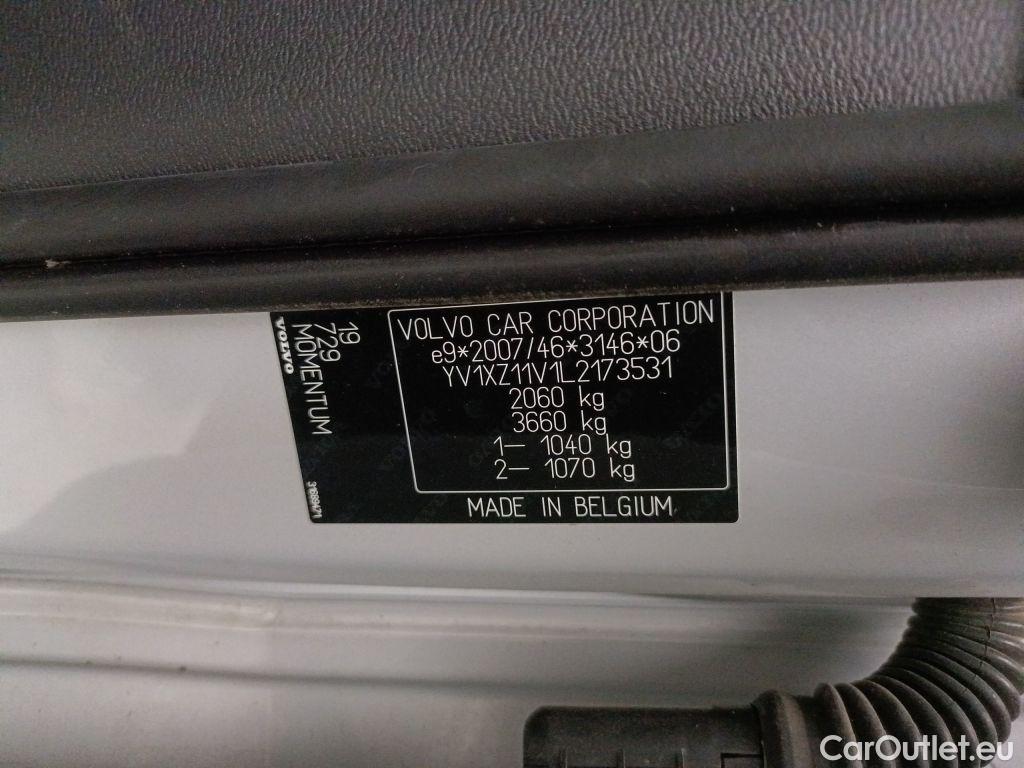 VOLVO CAR CORPORATION
e9*2007/46*3146*06
YV1XZ11V1L2173531
2060 kg
3660 kg
1– 1040 kg
2– 1070 kg
MADE IN BELGIUM
19
729
MOMENTUM
VOLVO
CarOutlet.eu